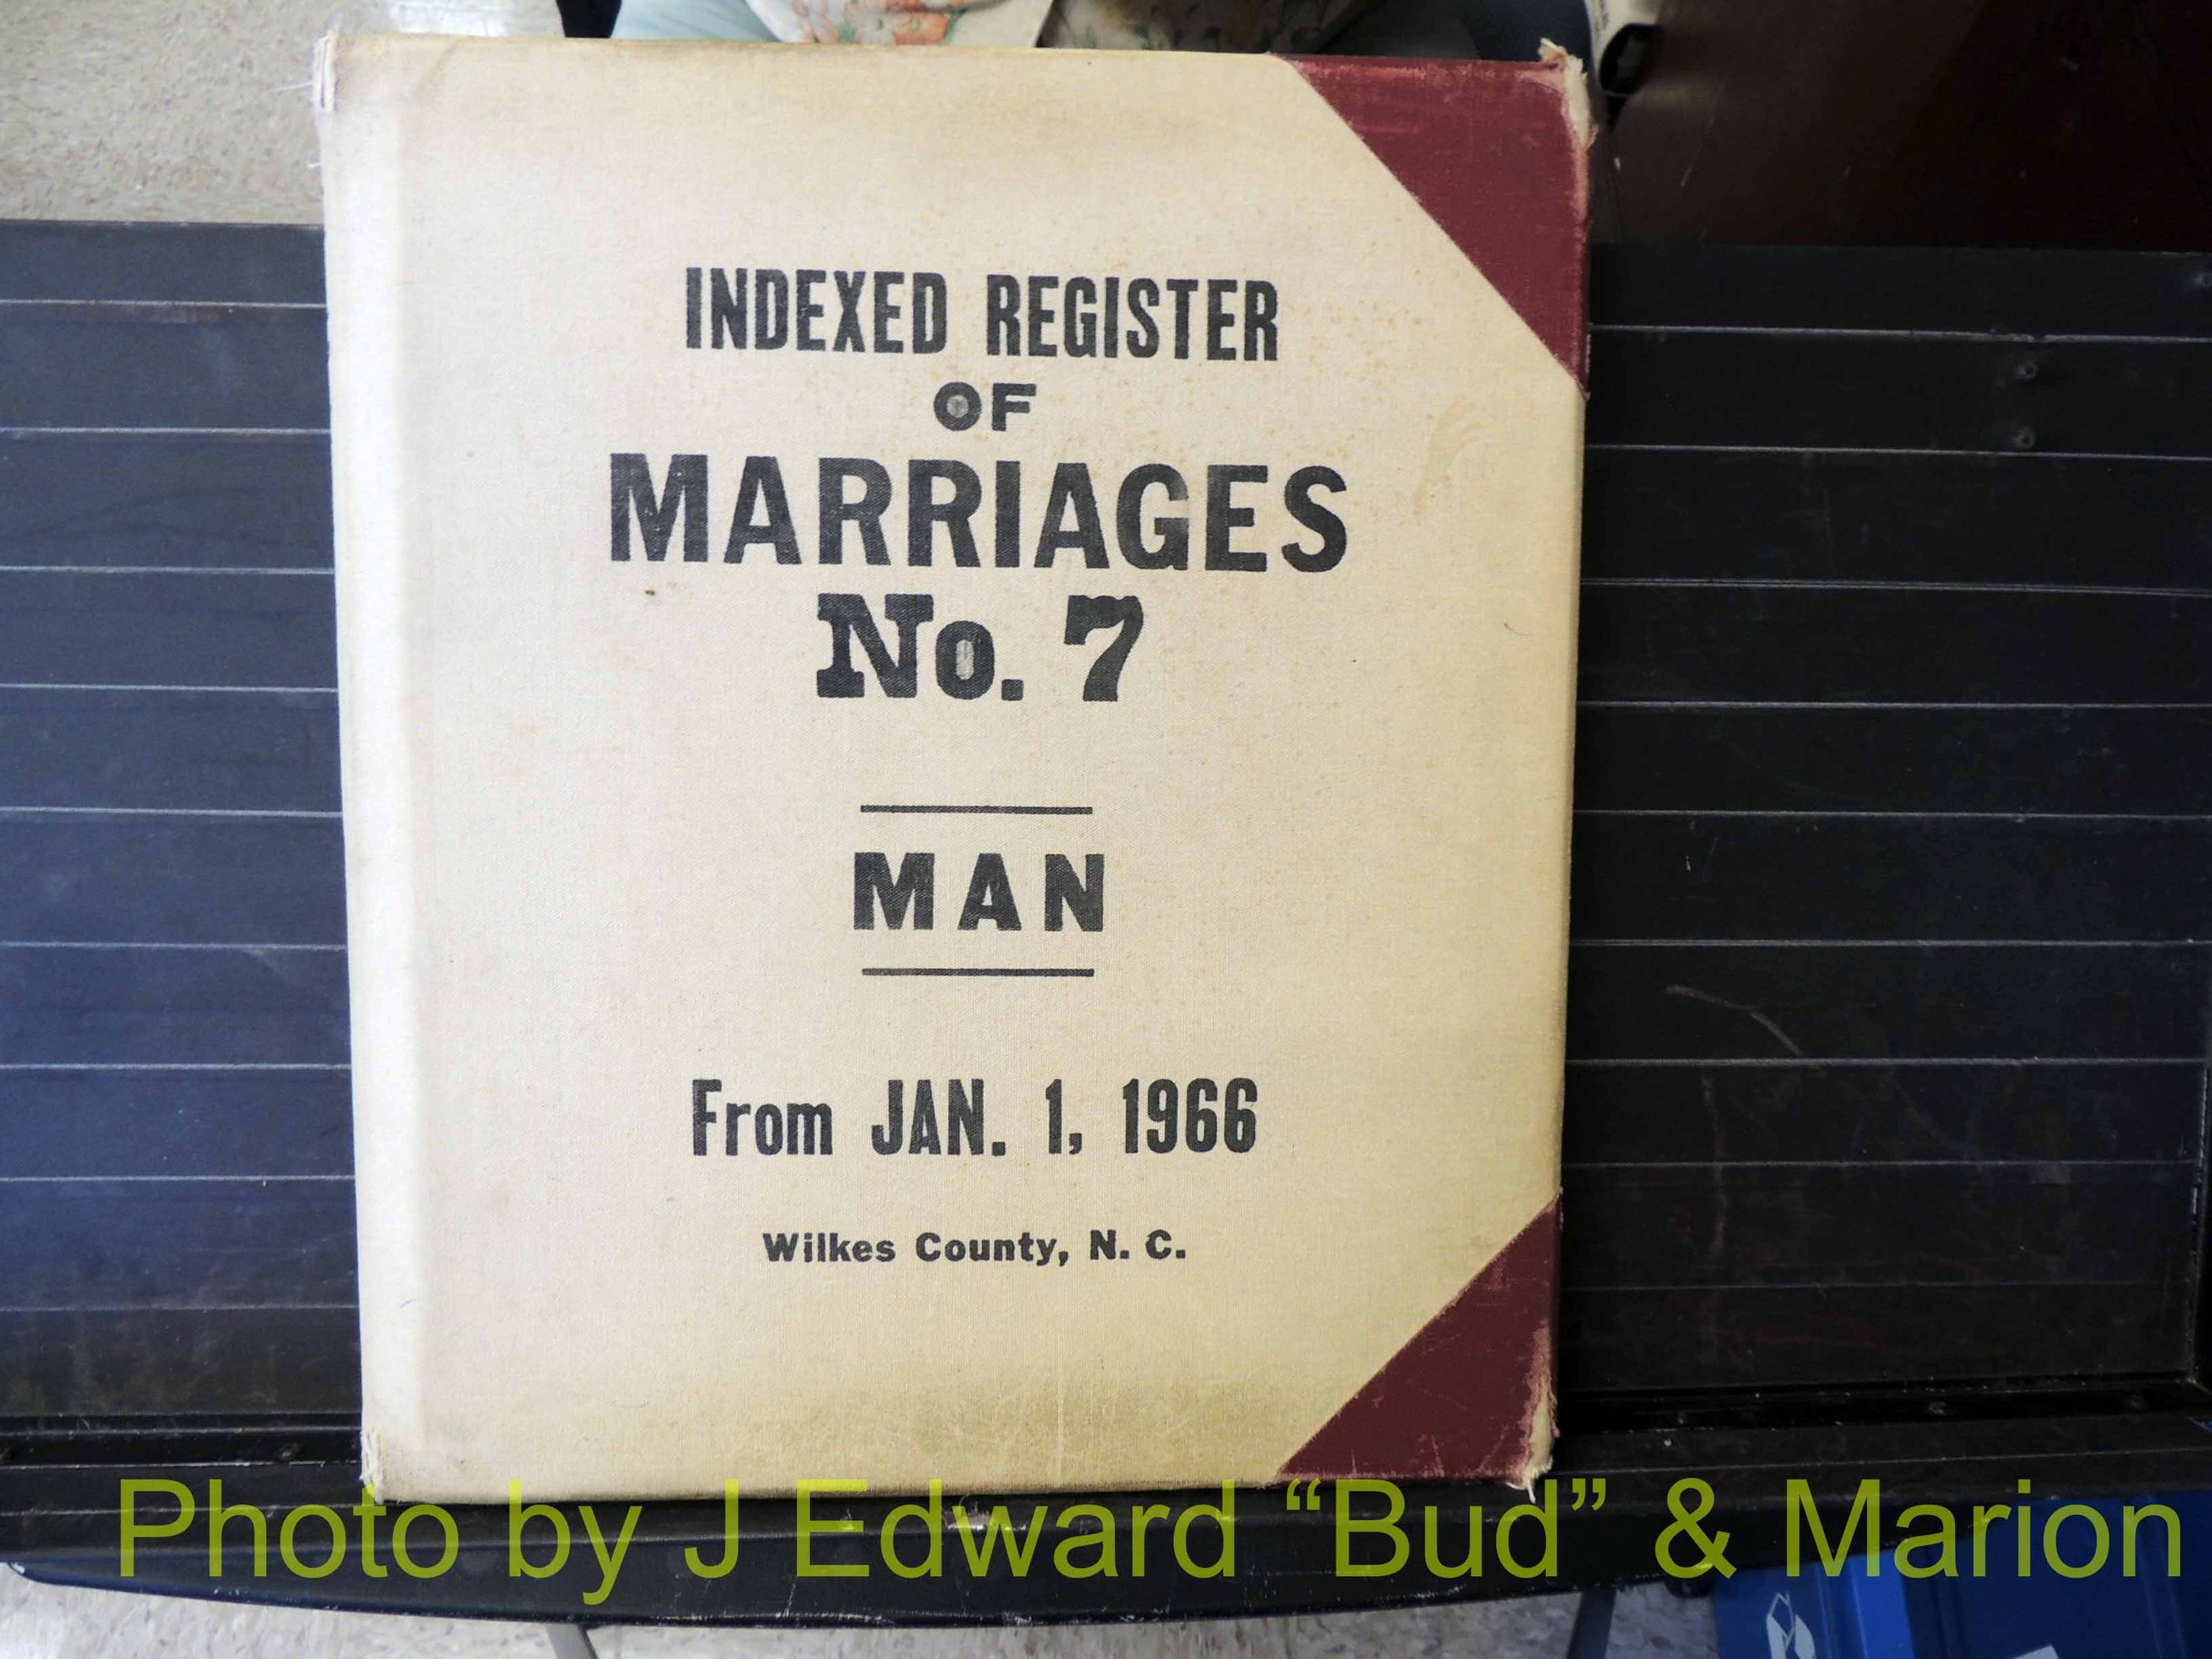 INDEXED REGISTER
OF
MARRIAGES
No. 7
MAN
From JAN. 1, 1966
Wilkes County, N. C.
Photo by J Edward “Bud” & Marion